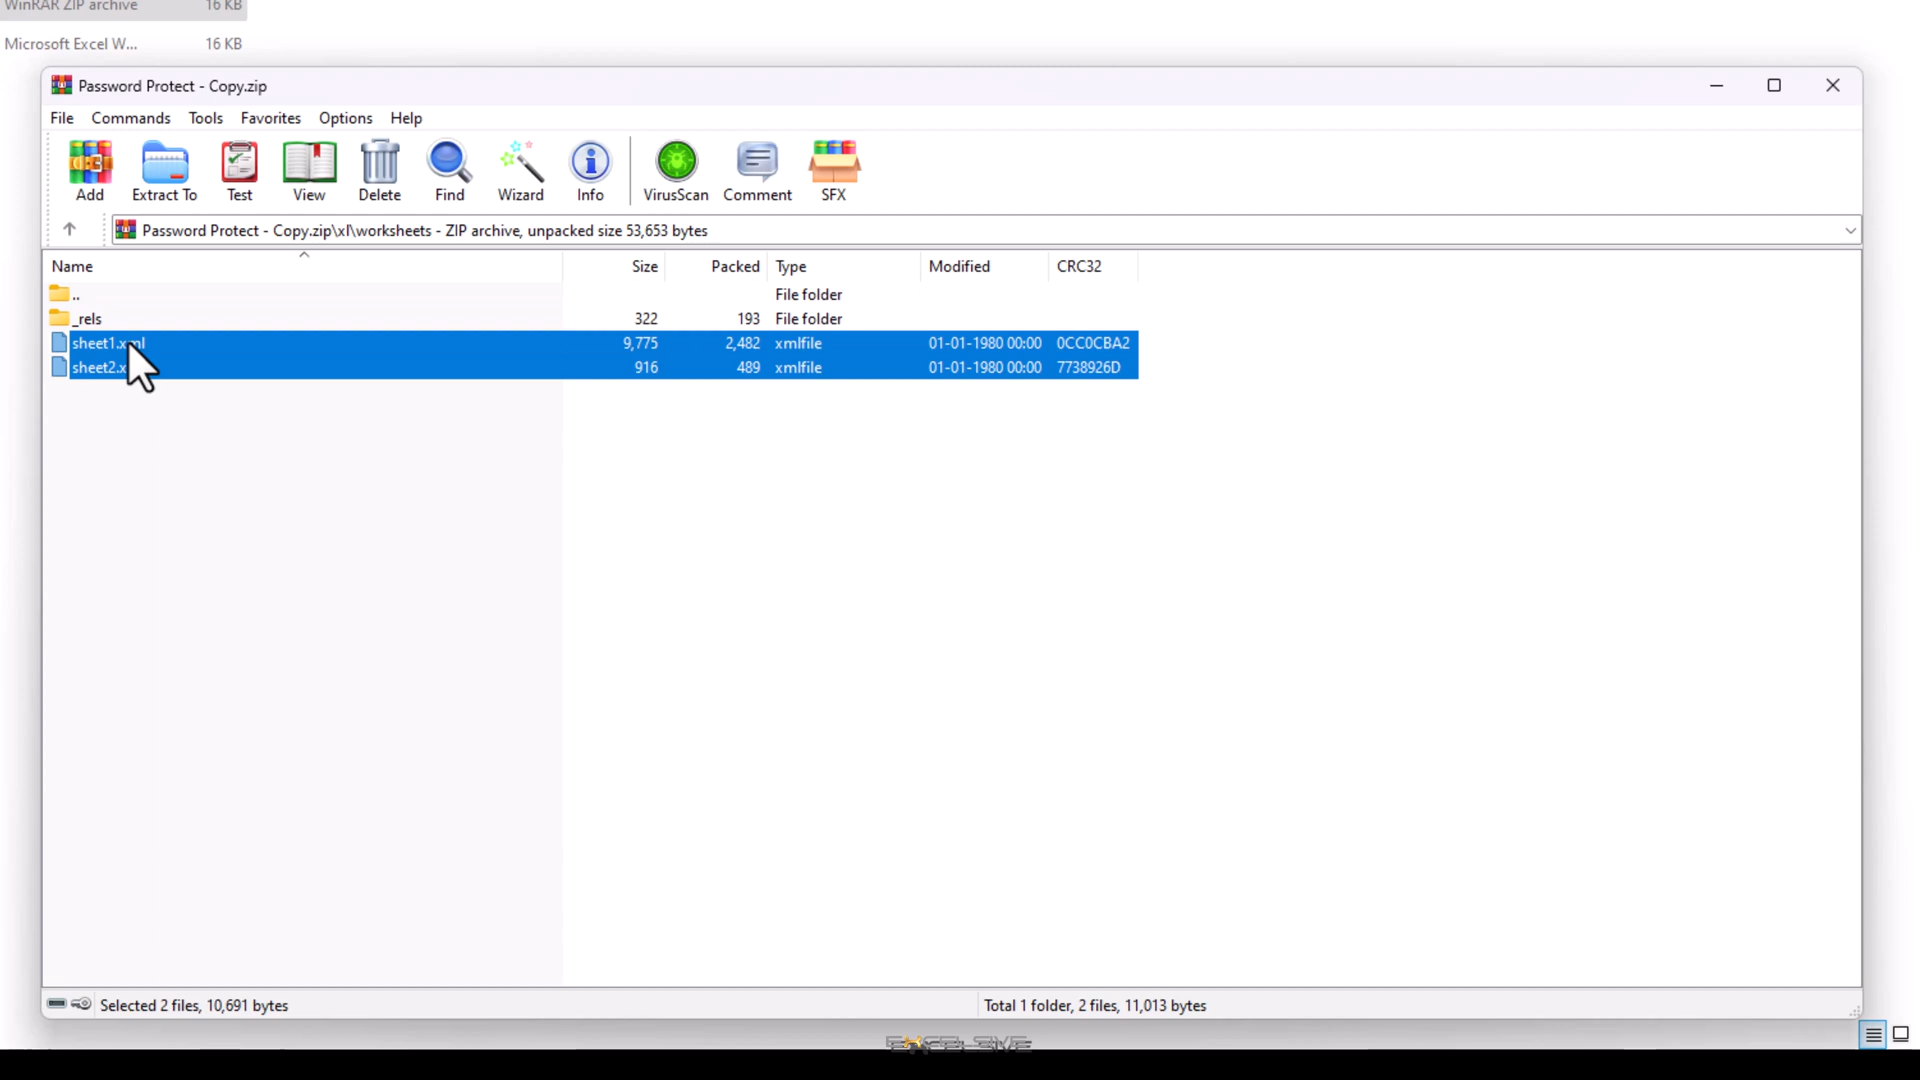 WinRAR ZIP archive 16 KB
Microsoft Excel W... 16 KB
Password Protect - Copy.zip
File Commands Tools Favorites Options Help
Add Extract To Test View Delete Find Wizard Info VirusScan Comment SFX
Password Protect - Copy.zip\xl\worksheets - ZIP archive, unpacked size 53,653 bytes
Name Size Packed Type Modified CRC32
.. File folder
_rels 322 193 File folder
sheet1.xml 9,775 2,482 xmlfile 01-01-1980 00:00 0CC0CBA2
sheet2.x 916 489 xmlfile 01-01-1980 00:00 7738926D
Selected 2 files, 10,691 bytes
Total 1 folder, 2 files, 11,013 bytes